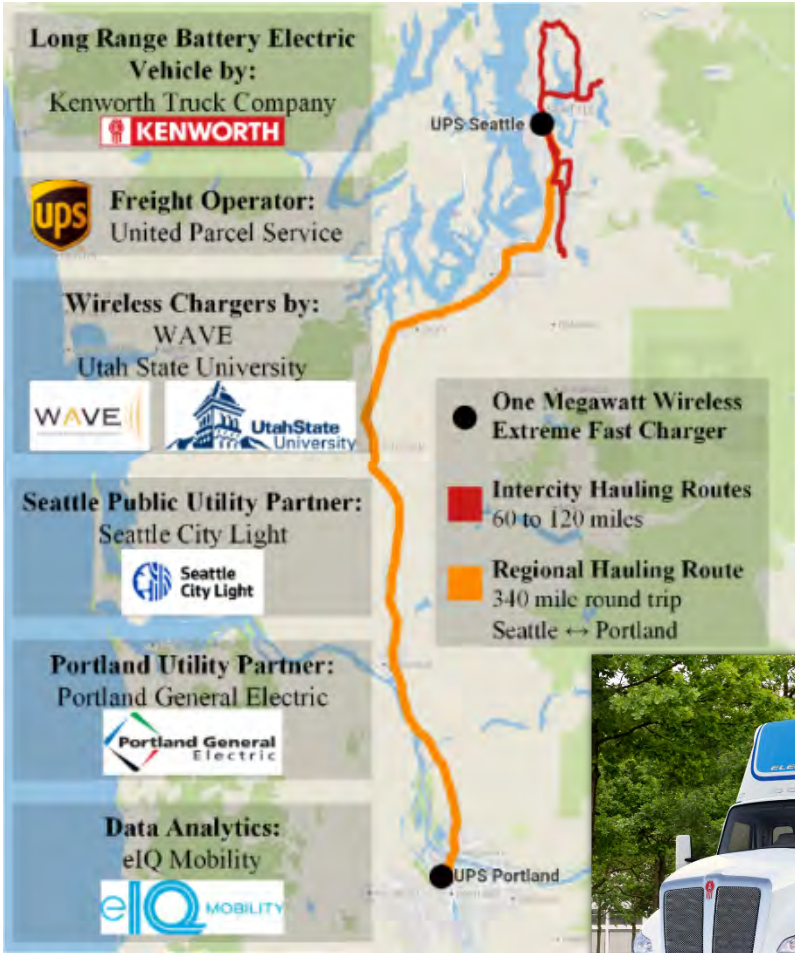 Long Range Battery Electric
Vehicle by:
Kenworth Truck Company
KENWORTH
ups
Freight Operator:
United Parcel Service
Wireless Chargers by:
WAVE
Utah State University
WAVE
UtahState
University
Seattle Public Utility Partner:
Seattle City Light
Seattle
City Light
Portland Utility Partner:
Portland General Electric
Portland General
Electric
Data Analytics:
eIQ Mobility
eIQ MOBILITY
UPS Seattle
One Megawatt Wireless
Extreme Fast Charger
Intercity Hauling Routes
60 to 120 miles
Regional Hauling Route
340 mile round trip
Seattle ↔ Portland
UPS Portland